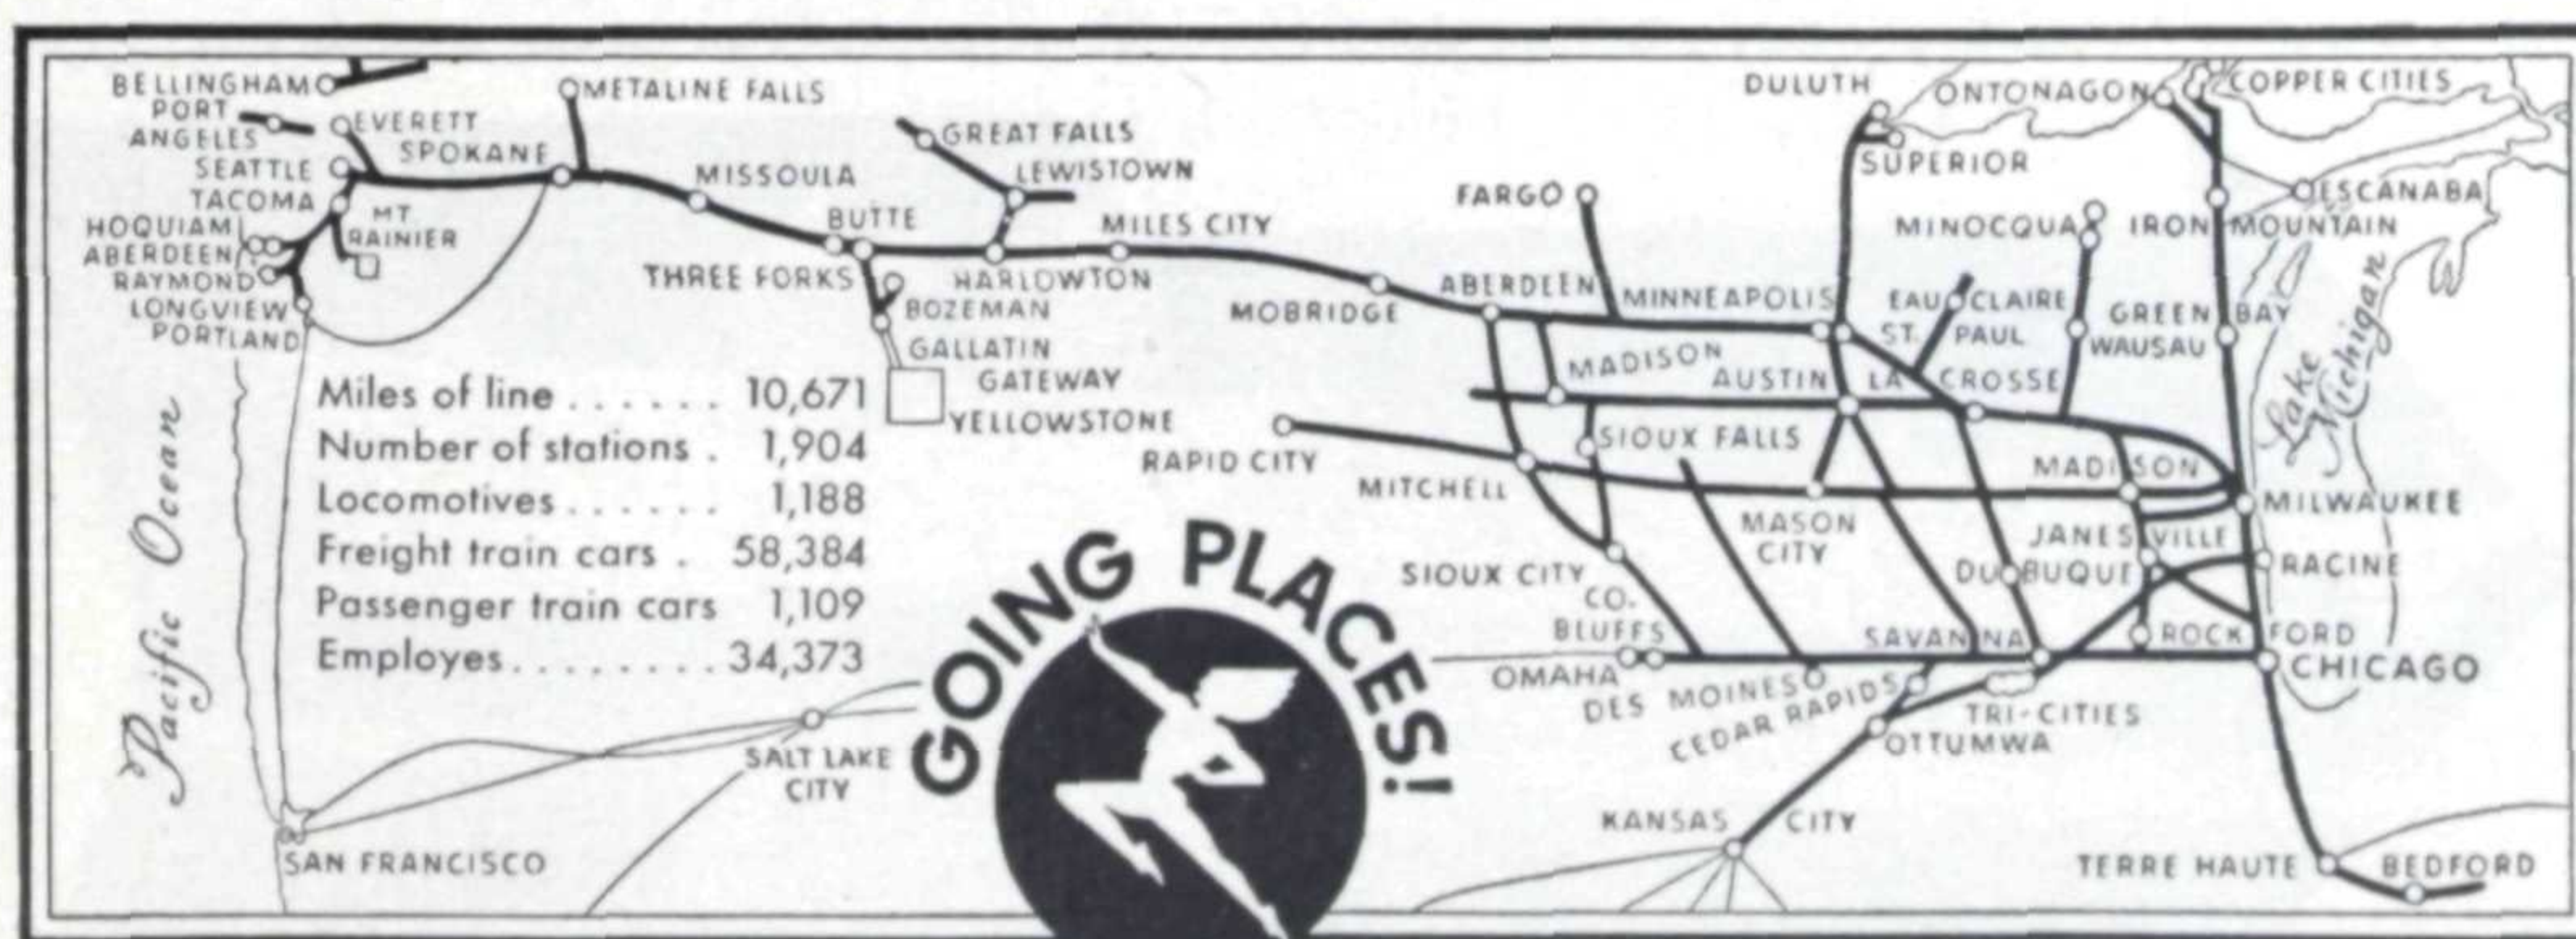 BELLINGHAM
PORT
ANGELES
EVERETT
SEATTLE
SPOKANE
TACOMA
HOQUIAM
ABERDEEN
RAYMOND
LONGVIEW
PORTLAND
MT.
RAINIER
METALINE FALLS
MISSOULA
GREAT FALLS
LEWISTOWN
BUTTE
THREE FORKS
HARLOWTON
MILES CITY
BOZEMAN
GALLATIN
GATEWAY
YELLOWSTONE
MOBRIDGE
ABERDEEN
FARGO
RAPID CITY
MITCHELL
MINNEAPOLIS
ST. PAUL
DULUTH
SUPERIOR
ONTONAGON
COPPER CITIES
ESCANABA
MINOCQUA
IRON MOUNTAIN
EAU CLAIRE
GREEN BAY
WAUSAU
MADISON
AUSTIN
LA CROSSE
SIOUX FALLS
MADISON
MILWAUKEE
MASON
CITY
JANESVILLE
RACINE
SIOUX CITY
DUBUQUE
CO.
BLUFFS
OMAHA
SAVANNA
ROCKFORD
CHICAGO
DES MOINES
CEDAR RAPIDS
TRI-CITIES
OTTUMWA
KANSAS CITY
TERRE HAUTE
BEDFORD
Lake
Michigan
Pacific Ocean
Miles of line ...... 10,671
Number of stations . 1,904
Locomotives ...... 1,188
Freight train cars . 58,384
Passenger train cars 1,109
Employes ........ 34,373
SALT LAKE
CITY
SAN FRANCISCO
GOING PLACES!